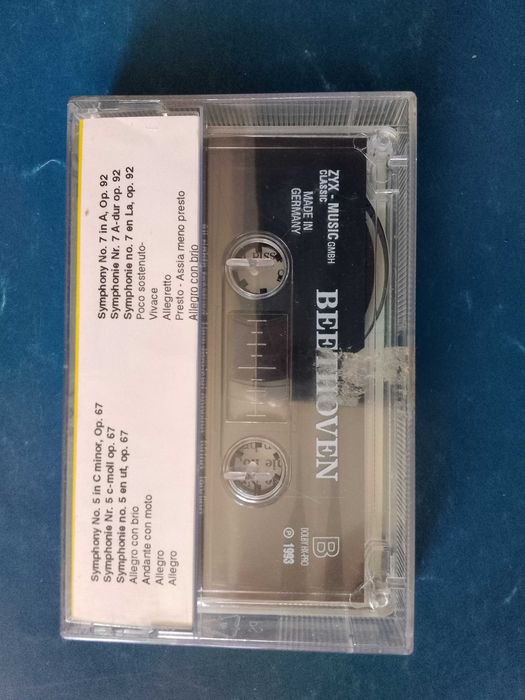 Symphony No. 5 in C minor, Op. 67
Symphonie Nr. 5 c-moll op. 67
Symphonie no. 5 en ut, op. 67
Allegro con brio
Andante con moto
Allegro
Allegro
Symphony No. 7 in A, Op. 92
Symphonie Nr. 7 A-dur op. 92
Symphonie no. 7 en La, op. 92
Poco sostenuto-
Vivace
Allegretto
Presto - Assia meno presto
Allegro con brio
ZYX - MUSIC GMBH
CLASSIC
MADE IN
GERMANY
BEETHOVEN
B
DOLBY HX-PRO
℗ 1993